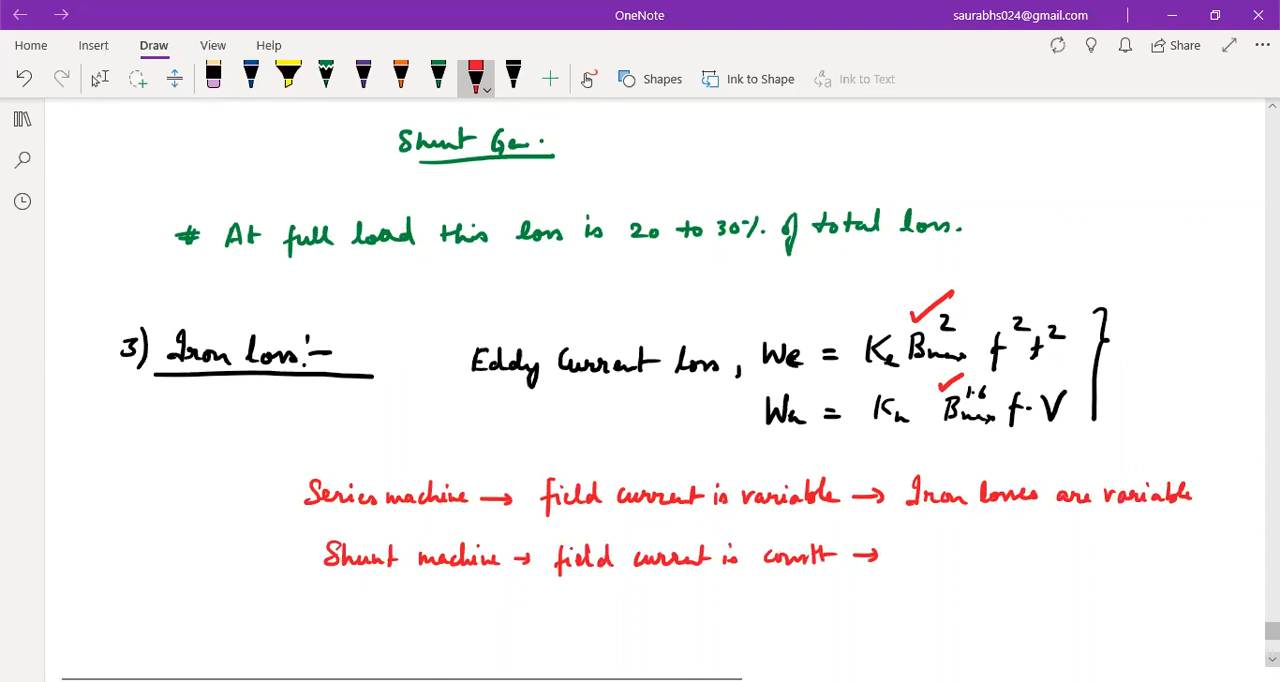 OneNote
saurabhs024@gmail.com
Home Insert Draw View Help
Share
Shapes Ink to Shape Ink to Text
Shunt Gen.
# At full load this loss is 20 to 30% of total loss.
3) Iron loss:- Eddy Current loss, We = Ke Bmax² f² t²
Wh = Kh Bmax^1.6 f. V
Series machine → field current is variable → Iron losses are variable
Shunt machine → field current is constt →